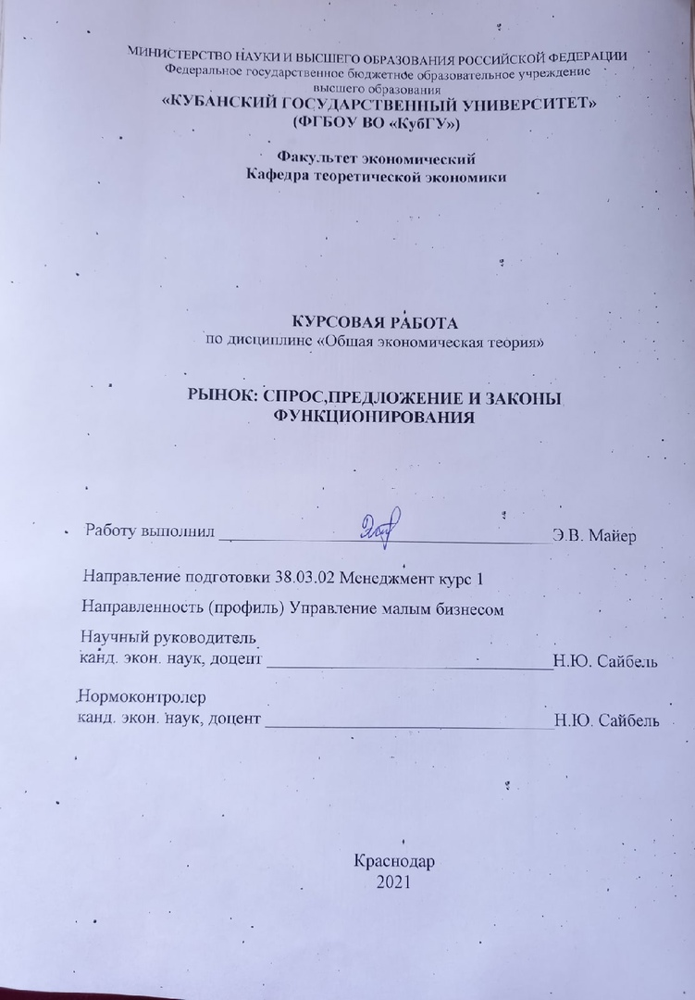 МИНИСТЕРСТВО НАУКИ И ВЫСШЕГО ОБРАЗОВАНИЯ РОССИЙСКОЙ ФЕДЕРАЦИИ
Федеральное государственное бюджетное образовательное учреждение
высшего образования
«КУБАНСКИЙ ГОСУДАРСТВЕННЫЙ УНИВЕРСИТЕТ»
(ФГБОУ ВО «КубГУ»)
Факультет экономический
Кафедра теоретической экономики
КУРСОВАЯ РАБОТА
по дисциплине «Общая экономическая теория»
РЫНОК: СПРОС,ПРЕДЛОЖЕНИЕ И ЗАКОНЫ
ФУНКЦИОНИРОВАНИЯ
Работу выполнил Э.В. Майер
Направление подготовки 38.03.02 Менеджмент курс 1
Направленность (профиль) Управление малым бизнесом
Научный руководитель
канд. экон. наук, доцент Н.Ю. Сайбель
Нормоконтролер
канд. экон. наук, доцент Н.Ю. Сайбель
Краснодар
2021